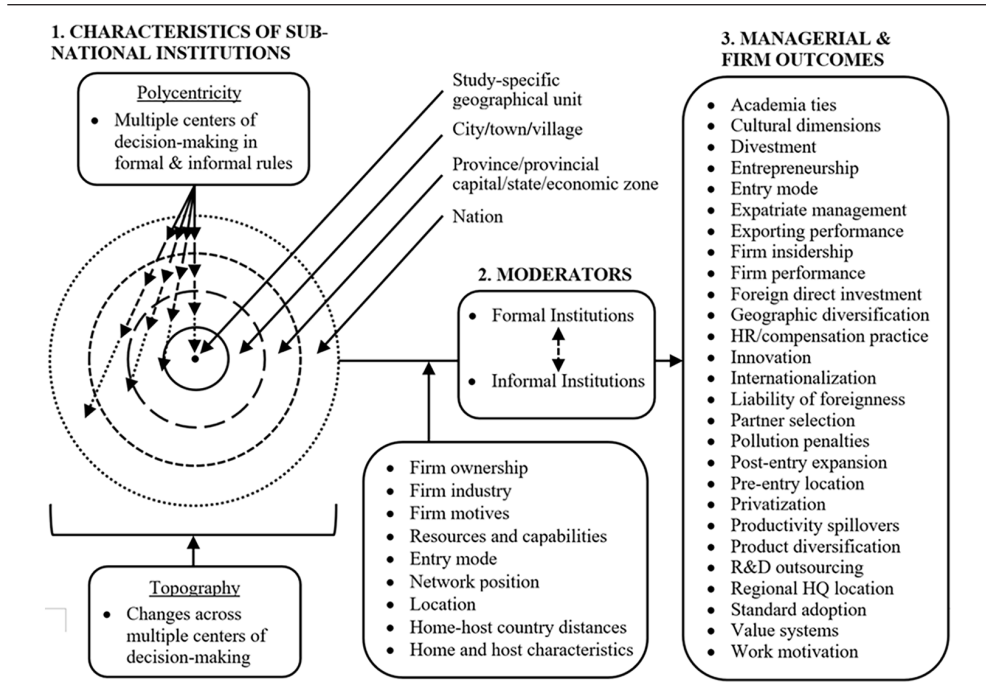 1. CHARACTERISTICS OF SUB-
NATIONAL INSTITUTIONS
Polycentricity
• Multiple centers of
decision-making in
formal & informal rules
Study-specific
geographical unit
City/town/village
Province/provincial
capital/state/economic zone
Nation
Topography
• Changes across
multiple centers of
decision-making
2. MODERATORS
• Formal Institutions
• Informal Institutions
• Firm ownership
• Firm industry
• Firm motives
• Resources and capabilities
• Entry mode
• Network position
• Location
• Home-host country distances
• Home and host characteristics
3. MANAGERIAL &
FIRM OUTCOMES
• Academia ties
• Cultural dimensions
• Divestment
• Entrepreneurship
• Entry mode
• Expatriate management
• Exporting performance
• Firm insidership
• Firm performance
• Foreign direct investment
• Geographic diversification
• HR/compensation practice
• Innovation
• Internationalization
• Liability of foreignness
• Partner selection
• Pollution penalties
• Post-entry expansion
• Pre-entry location
• Privatization
• Productivity spillovers
• Product diversification
• R&D outsourcing
• Regional HQ location
• Standard adoption
• Value systems
• Work motivation